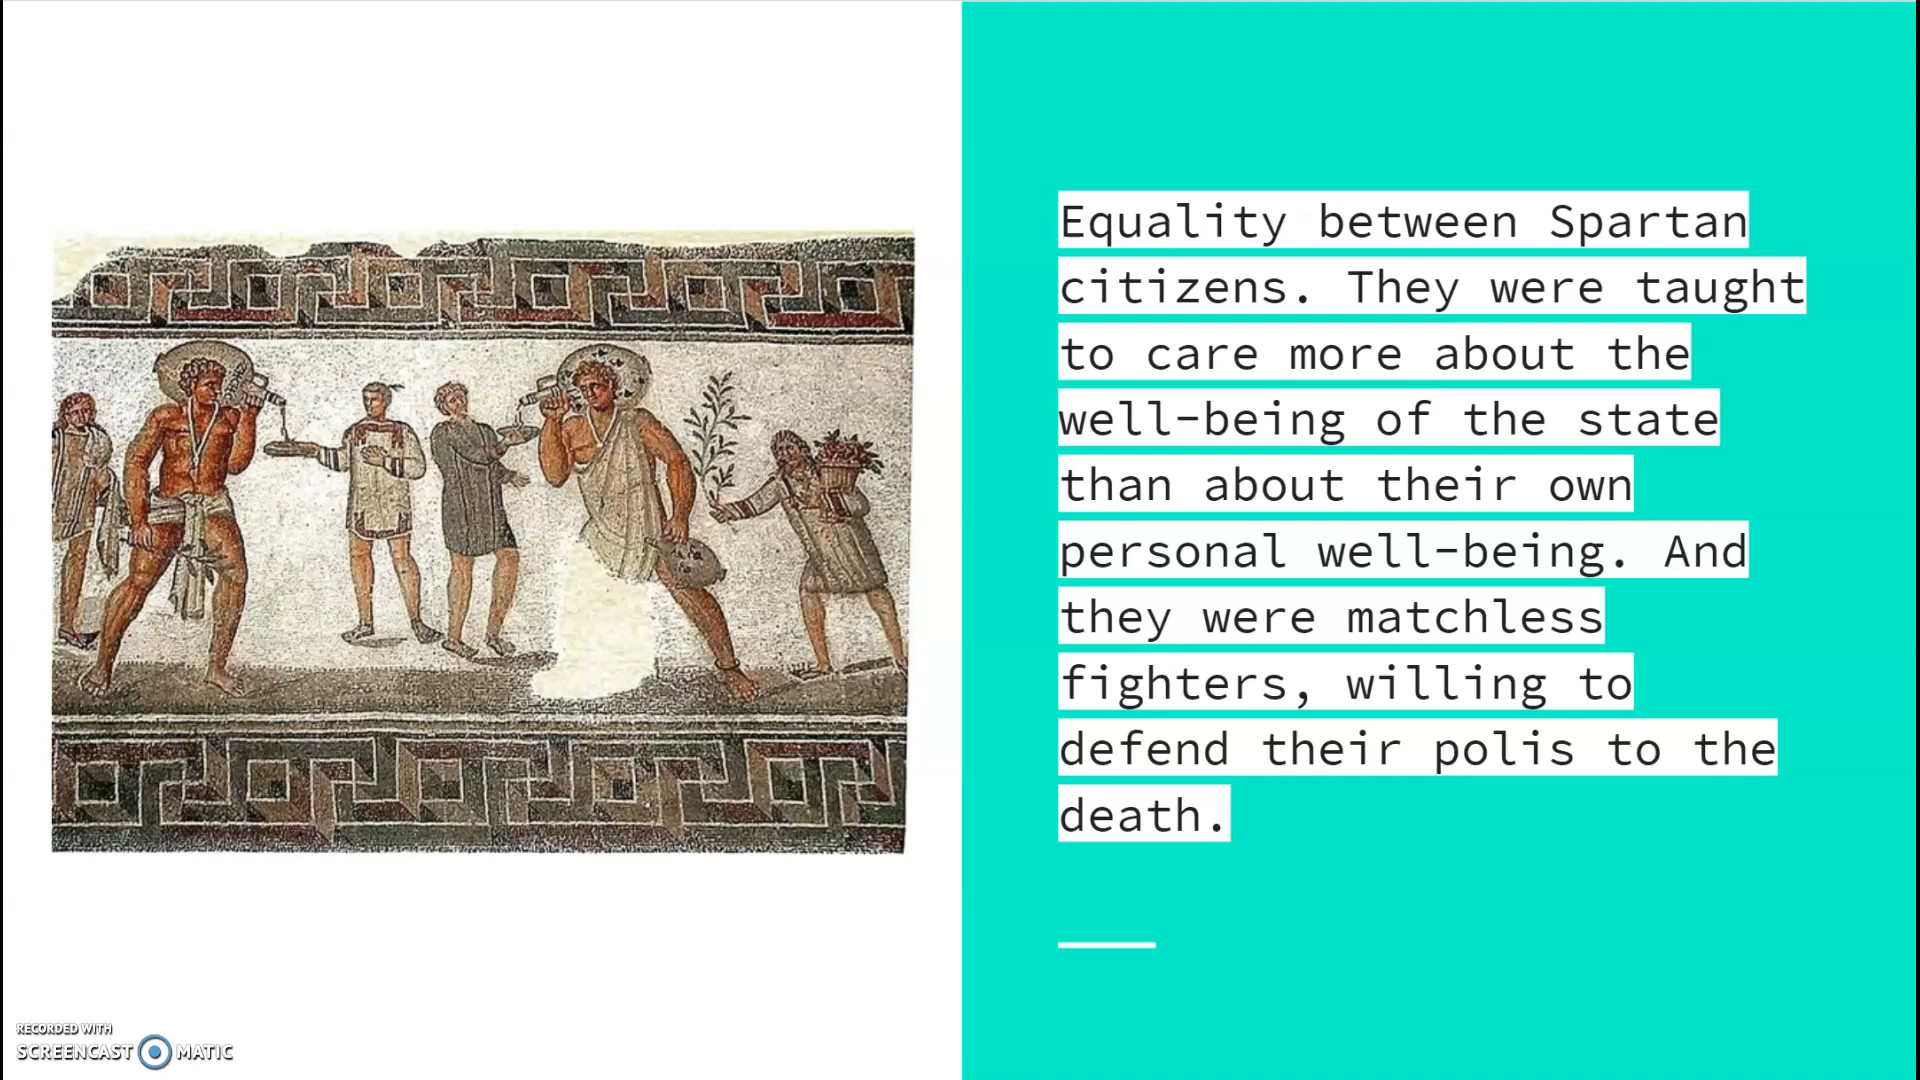 Equality between Spartan
citizens. They were taught
to care more about the
well-being of the state
than about their own
personal well-being. And
they were matchless
fighters, willing to
defend their polis to the
death.
RECORDED WITH
SCREENCAST MATIC